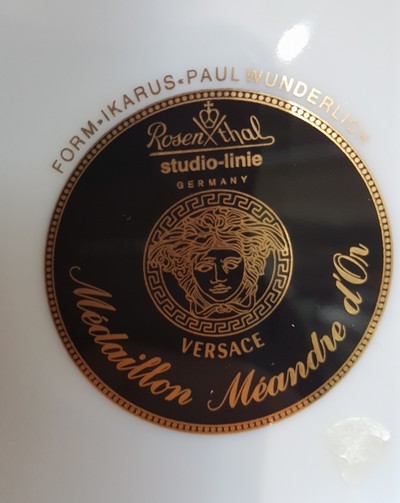 FORM »IKARUS« PAUL WUNDERLICH
Rosenthal
studio-linie
GERMANY
VERSACE
Médaillon Méandre d'Or